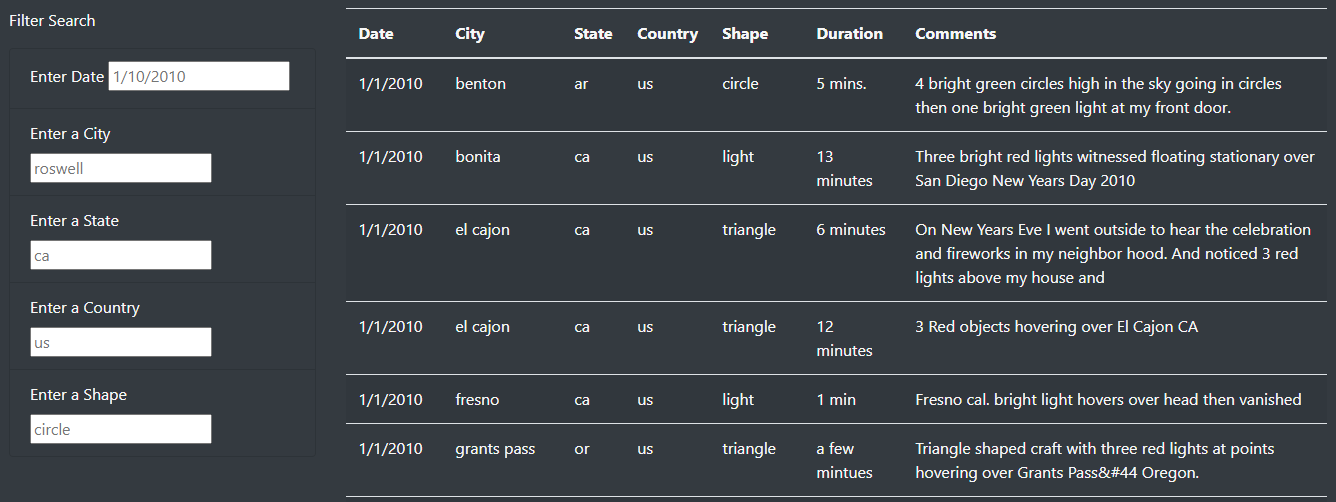 Filter Search
Enter Date 1/10/2010
Enter a City
roswell
Enter a State
ca
Enter a Country
us
Enter a Shape
circle
Date City State Country Shape Duration Comments
1/1/2010 benton ar us circle 5 mins. 4 bright green circles high in the sky going in circles
then one bright green light at my front door.
1/1/2010 bonita ca us light 13 Three bright red lights witnessed floating stationary over
minutes San Diego New Years Day 2010
1/1/2010 el cajon ca us triangle 6 minutes On New Years Eve I went outside to hear the celebration
and fireworks in my neighbor hood. And noticed 3 red
lights above my house and
1/1/2010 el cajon ca us triangle 12 3 Red objects hovering over El Cajon CA
minutes
1/1/2010 fresno ca us light 1 min Fresno cal. bright light hovers over head then vanished
1/1/2010 grants pass or us triangle a few Triangle shaped craft with three red lights at points
mintues hovering over Grants Pass&#44 Oregon.